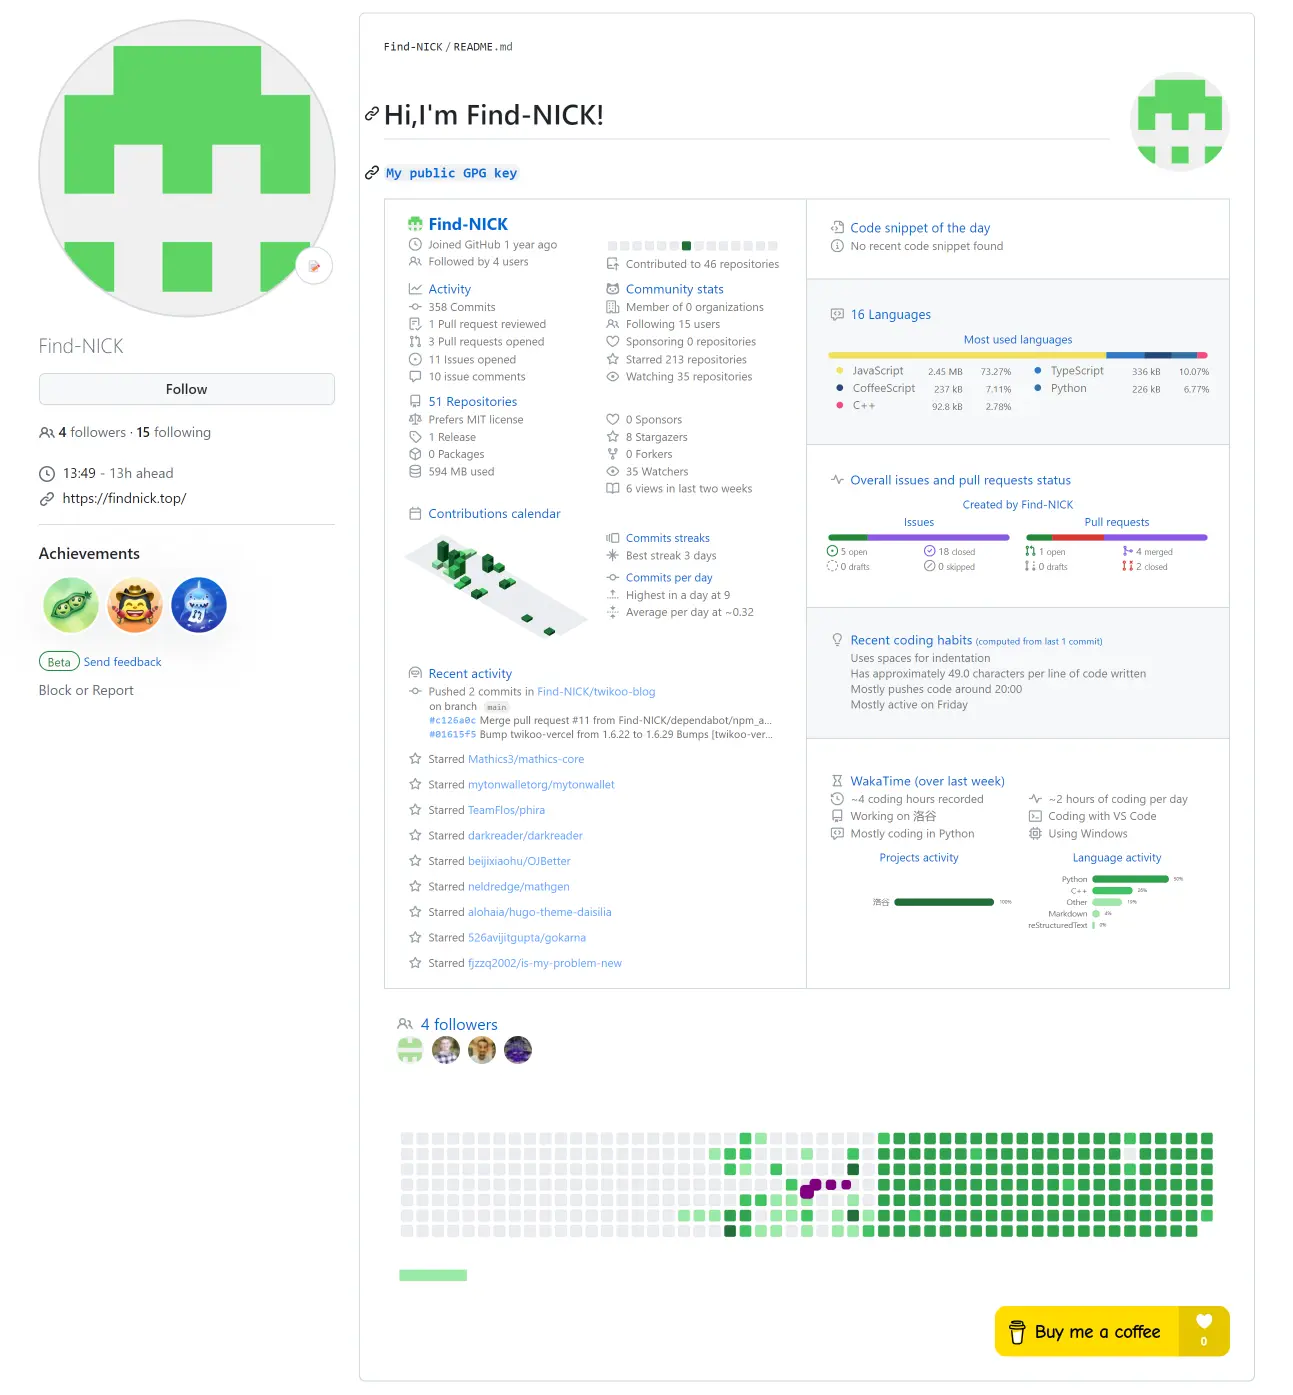 Find-NICK
Follow
4 followers · 15 following
13:49 - 13h ahead
https://findnick.top/
Achievements
Beta Send feedback
Block or Report
Find-NICK / README.md
Hi,I'm Find-NICK!
My public GPG key
Find-NICK
Joined GitHub 1 year ago
Followed by 4 users
Contributed to 46 repositories
Activity
358 Commits
1 Pull request reviewed
3 Pull requests opened
11 Issues opened
10 issue comments
Community stats
Member of 0 organizations
Following 15 users
Sponsoring 0 repositories
Starred 213 repositories
Watching 35 repositories
51 Repositories
Prefers MIT license
1 Release
0 Packages
594 MB used
0 Sponsors
8 Stargazers
0 Forkers
35 Watchers
6 views in last two weeks
Contributions calendar
Commits streaks
Best streak 3 days
Commits per day
Highest in a day at 9
Average per day at ~0.32
Recent activity
Pushed 2 commits in Find-NICK/twikoo-blog
on branch main
#c126a0c Merge pull request #11 from Find-NICK/dependabot/npm_a...
#01615f5 Bump twikoo-vercel from 1.6.22 to 1.6.29 Bumps [twikoo-ver...
Starred Mathics3/mathics-core
Starred mytonwalletorg/mytonwallet
Starred TeamFlos/phira
Starred darkreader/darkreader
Starred beijixiaohu/OJBetter
Starred neldredge/mathgen
Starred alohaia/hugo-theme-daisilia
Starred 526avijitgupta/gokarna
Starred fjzzq2002/is-my-problem-new
Code snippet of the day
No recent code snippet found
16 Languages
Most used languages
JavaScript 2.45 MB 73.27%
TypeScript 336 kB 10.07%
CoffeeScript 237 kB 7.11%
Python 226 kB 6.77%
C++ 92.8 kB 2.78%
Overall issues and pull requests status
Created by Find-NICK
Issues
5 open
18 closed
0 drafts
0 skipped
Pull requests
1 open
4 merged
0 drafts
2 closed
Recent coding habits (computed from last 1 commit)
Uses spaces for indentation
Has approximately 49.0 characters per line of code written
Mostly pushes code around 20:00
Mostly active on Friday
WakaTime (over last week)
~4 coding hours recorded
~2 hours of coding per day
Working on 洛谷
Coding with VS Code
Mostly coding in Python
Using Windows
Projects activity
洛谷 100%
Language activity
Python
C++
Other
Markdown
reStructuredText 0%
4 followers
Buy me a coffee
0